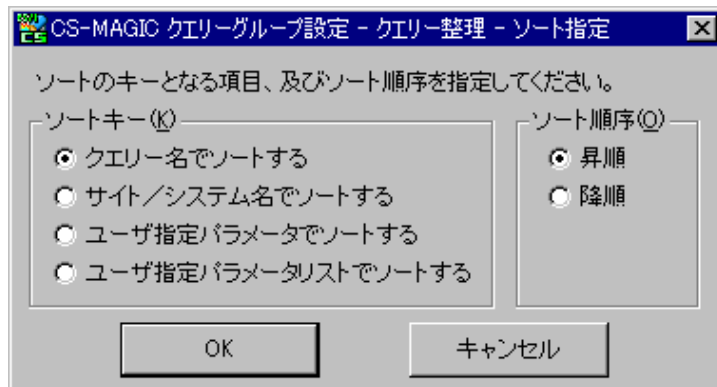 CS-MAGIC クエリーグループ設定 - クエリー整理 - ソート指定
ソートのキーとなる項目、及びソート順序を指定してください。
ソートキー(K)
クエリー名でソートする
サイト／システム名でソートする
ユーザ指定パラメータでソートする
ユーザ指定パラメータリストでソートする
ソート順序(O)
昇順
降順
OK
キャンセル